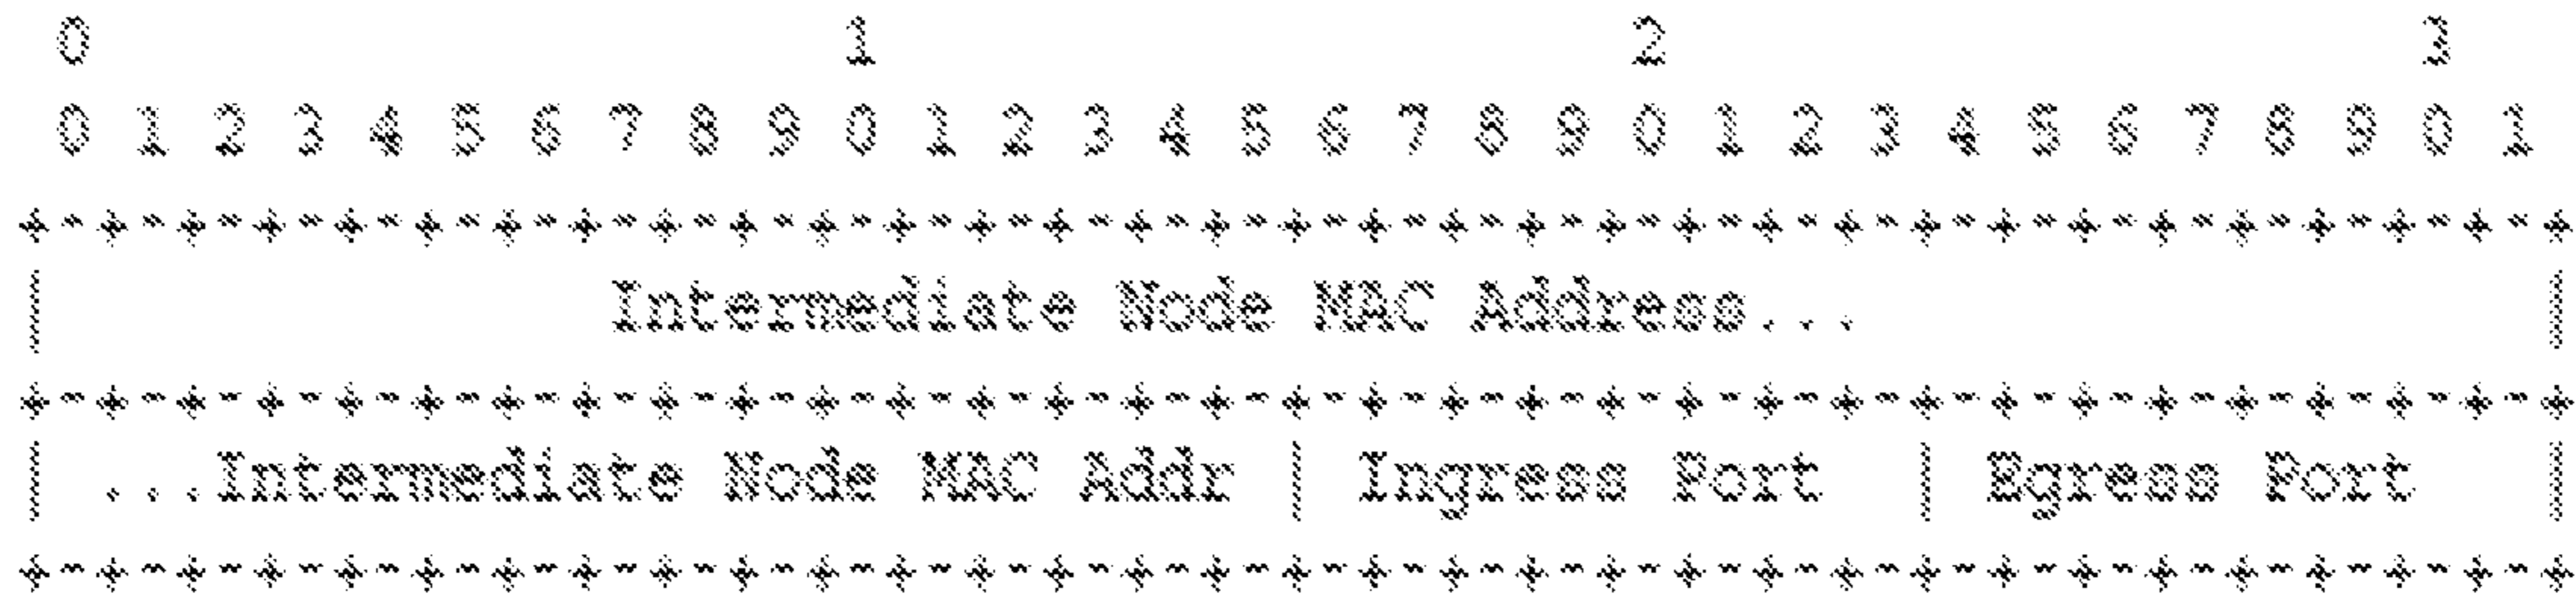 0                   1                   2                   3
 0 1 2 3 4 5 6 7 8 9 0 1 2 3 4 5 6 7 8 9 0 1 2 3 4 5 6 7 8 9 0 1
+-+-+-+-+-+-+-+-+-+-+-+-+-+-+-+-+-+-+-+-+-+-+-+-+-+-+-+-+-+-+-+-+
|              Intermediate Node MAC Address...                 |
+-+-+-+-+-+-+-+-+-+-+-+-+-+-+-+-+-+-+-+-+-+-+-+-+-+-+-+-+-+-+-+-+
| ...Intermediate Node MAC Addr | Ingress Port  | Egress Port   |
+-+-+-+-+-+-+-+-+-+-+-+-+-+-+-+-+-+-+-+-+-+-+-+-+-+-+-+-+-+-+-+-+